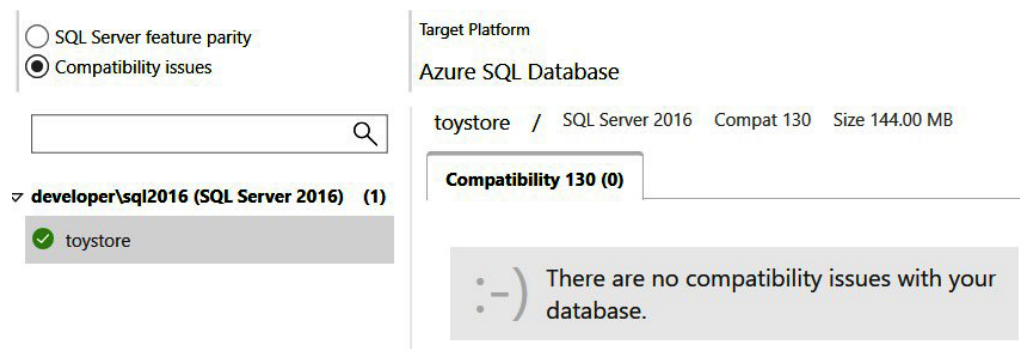 SQL Server feature parity
Compatibility issues
developer\sql2016 (SQL Server 2016) (1)
toystore
Target Platform
Azure SQL Database
toystore / SQL Server 2016 Compat 130 Size 144.00 MB
Compatibility 130 (0)
:-)
There are no compatibility issues with your
database.